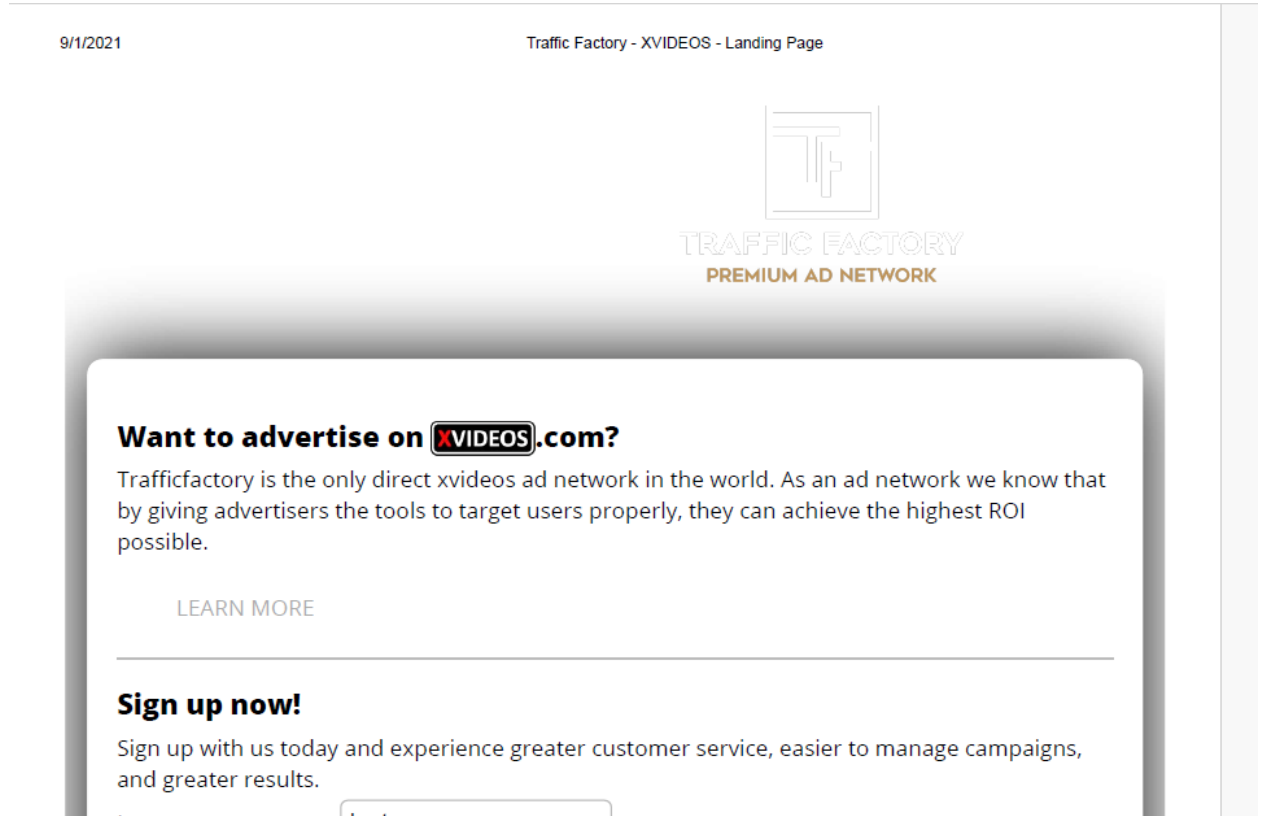 9/1/2021 Traffic Factory - XVIDEOS - Landing Page
TF
TRAFFIC FACTORY
PREMIUM AD NETWORK
Want to advertise on XVIDEOS.com?
Trafficfactory is the only direct xvideos ad network in the world. As an ad network we know that
by giving advertisers the tools to target users properly, they can achieve the highest ROI
possible.
LEARN MORE
Sign up now!
Sign up with us today and experience greater customer service, easier to manage campaigns,
and greater results.